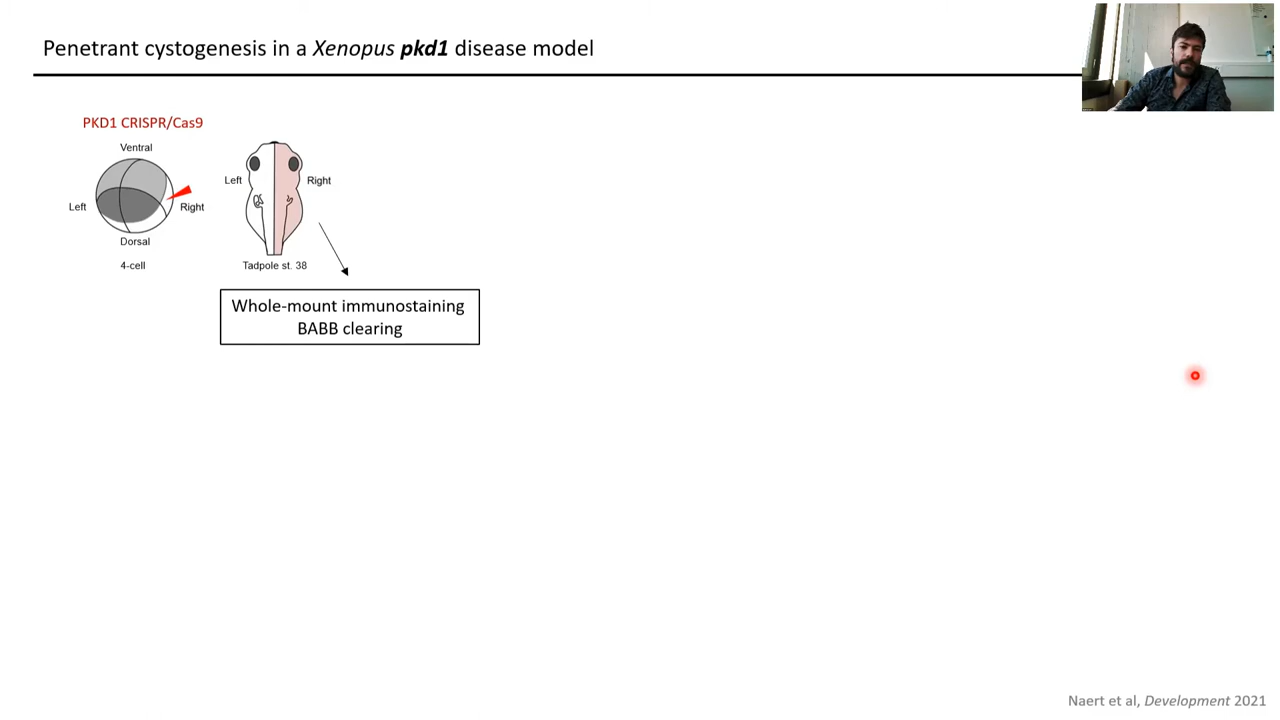 Penetrant cystogenesis in a Xenopus pkd1 disease model
PKD1 CRISPR/Cas9
Ventral
Left
Right
Dorsal
4-cell
Left
Right
Tadpole st. 38
Whole-mount immunostaining
BABB clearing
Naert et al, Development 2021